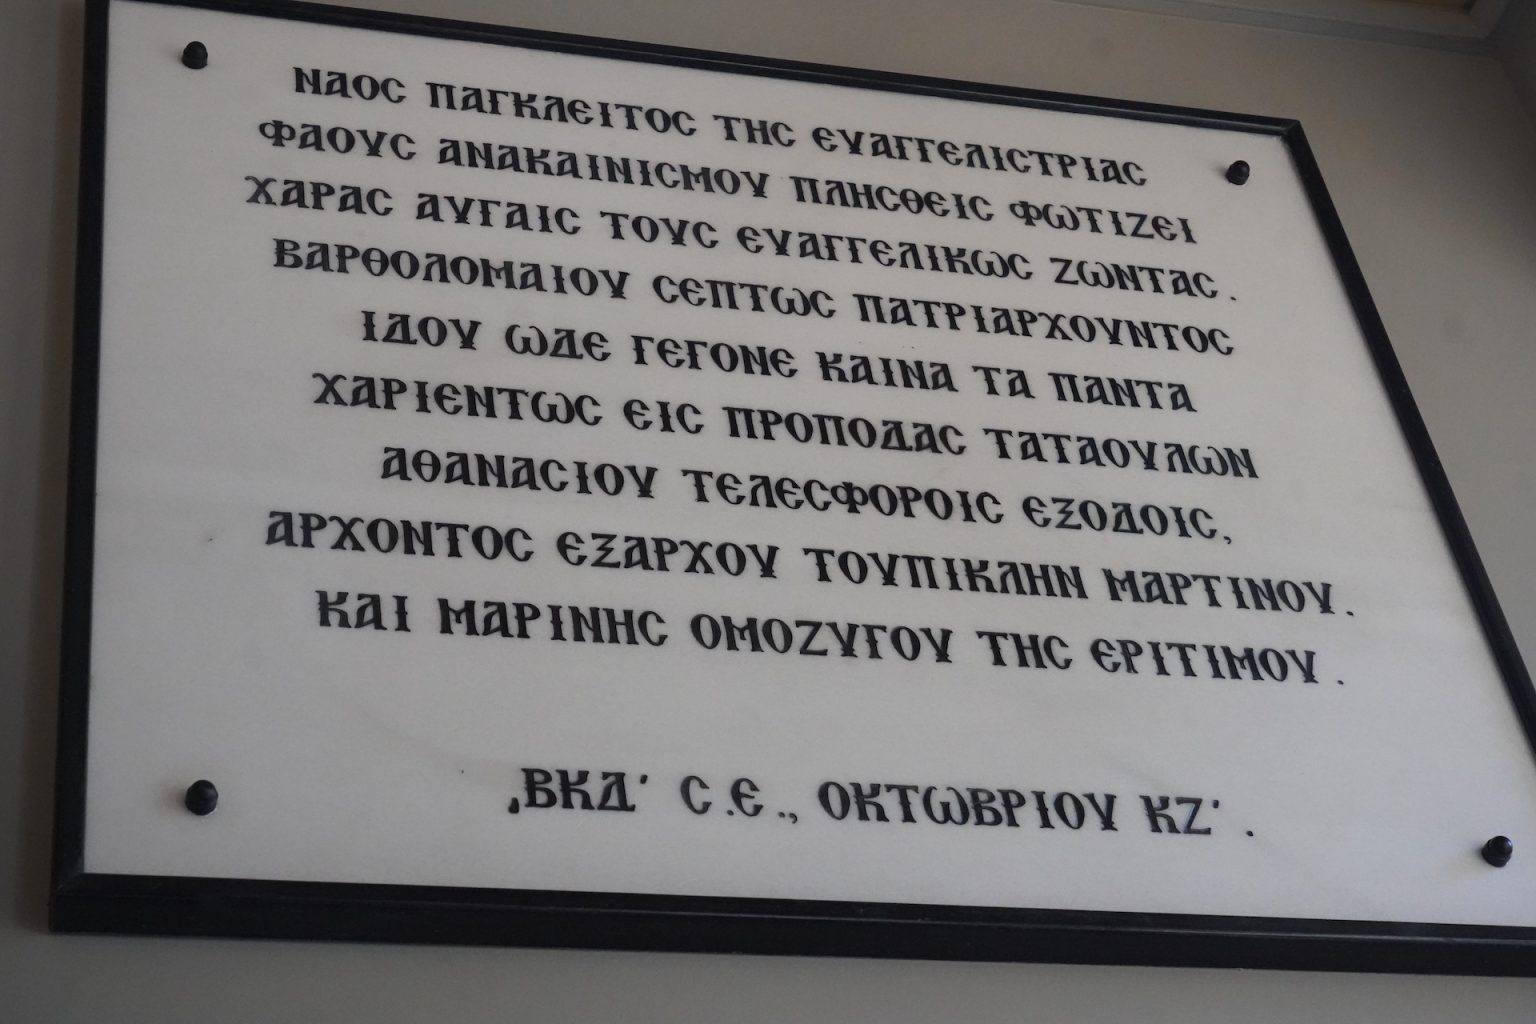 ΝΑΟC ΠΑΓΚΛΕΙΤΟC ΤΗC ΕΥΑΓΓΕΛΙCΤΡΙΑC
ΦΑΟΥC ΑΝΑΚΑΙΝΙCΜΟΥ ΠΛΗCΘΕΙC ΦΩΤΙΖΕΙ
ΧΑΡΑC ΑΥΓΑΙC ΤΟΥC ΕΥΑΓΓΕΛΙΚΩC ΖΩΝΤΑC.
ΒΑΡΘΟΛΟΜΑΙΟΥ CΕΠΤΩC ΠΑΤΡΙΑΡΧΟΥΝΤΟC
ΙΔΟΥ ΩΔΕ ΓΕΓΟΝΕ ΚΑΙΝΑ ΤΑ ΠΑΝΤΑ
ΧΑΡΙΕΝΤΩC ΕΙC ΠΡΟΠΟΔΑC ΤΑΤΑΟΥΛΩΝ
ΑΘΑΝΑCΙΟΥ ΤΕΛΕCΦΟΡΟΙC ΕΞΟΔΟΙC,
ΑΡΧΟΝΤΟC ΕΞΑΡΧΟΥ ΤΟΥΠΙΚΛΗΝ ΜΑΡΤΙΝΟΥ.
ΚΑΙ ΜΑΡΙΝΗC ΟΜΟΖΥΓΟΥ ΤΗC ΕΡΙΤΙΜΟΥ.
͵ΒΚΔ' C.Ε., ΟΚΤΩΒΡΙΟΥ ΚΖ'.